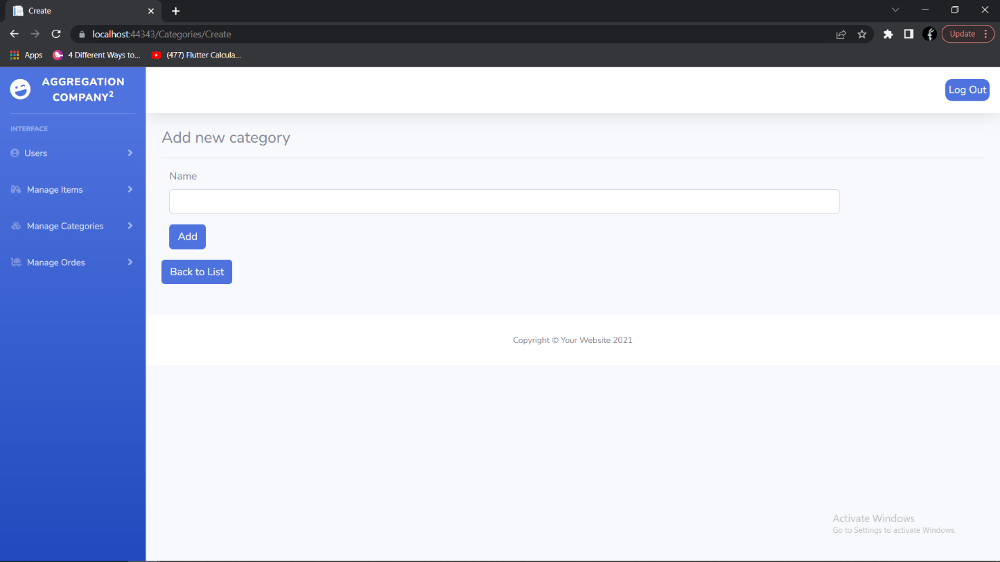 Create
localhost:44343/Categories/Create
Update
Apps
4 Different Ways to...
(477) Flutter Calcula...
AGGREGATION
COMPANY2
Log Out
INTERFACE
Users
Manage Items
Manage Categories
Manage Ordes
Add new category
Name
Add
Back to List
Copyright © Your Website 2021
Activate Windows
Go to Settings to activate Windows.